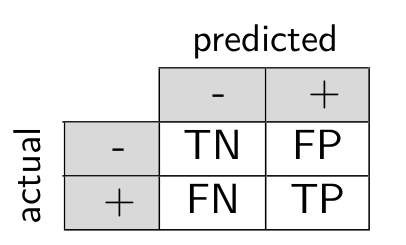 predicted
- +
actual
- TN FP
+ FN TP